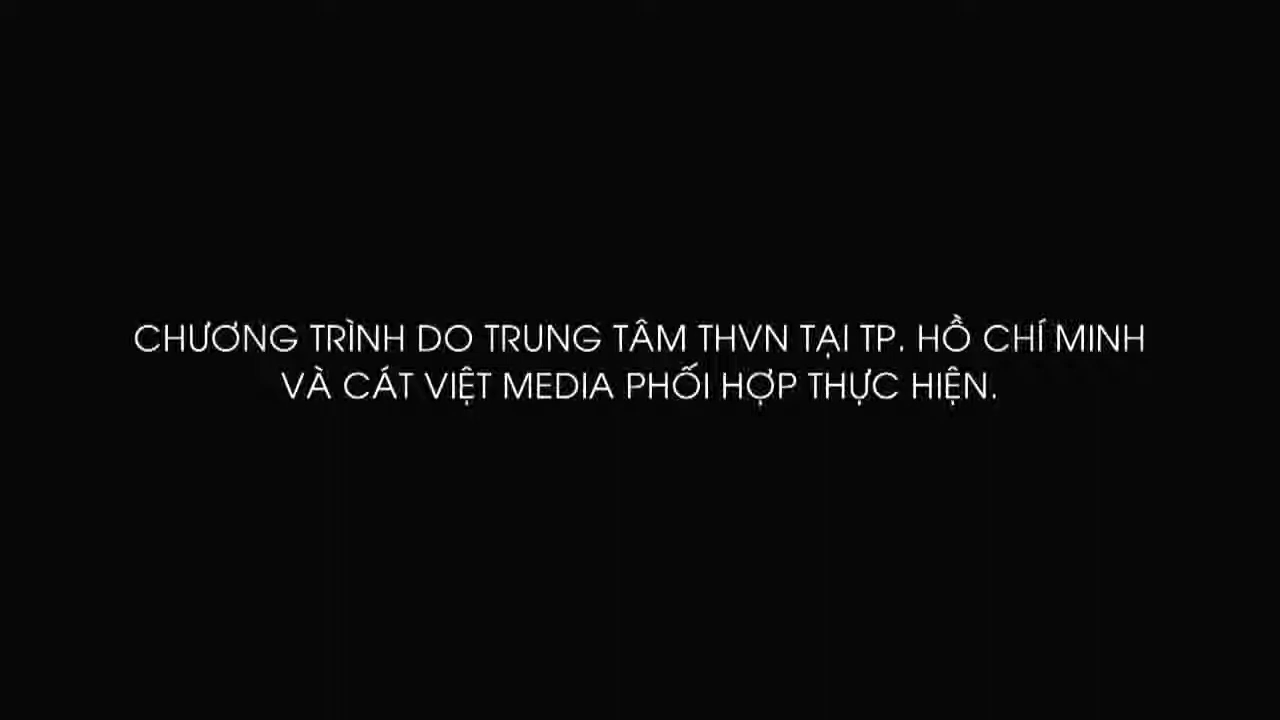 CHƯƠNG TRÌNH DO TRUNG TÂM THVN TẠI TP. HỒ CHÍ MINH
VÀ CÁT VIỆT MEDIA PHỐI HỢP THỰC HIỆN.